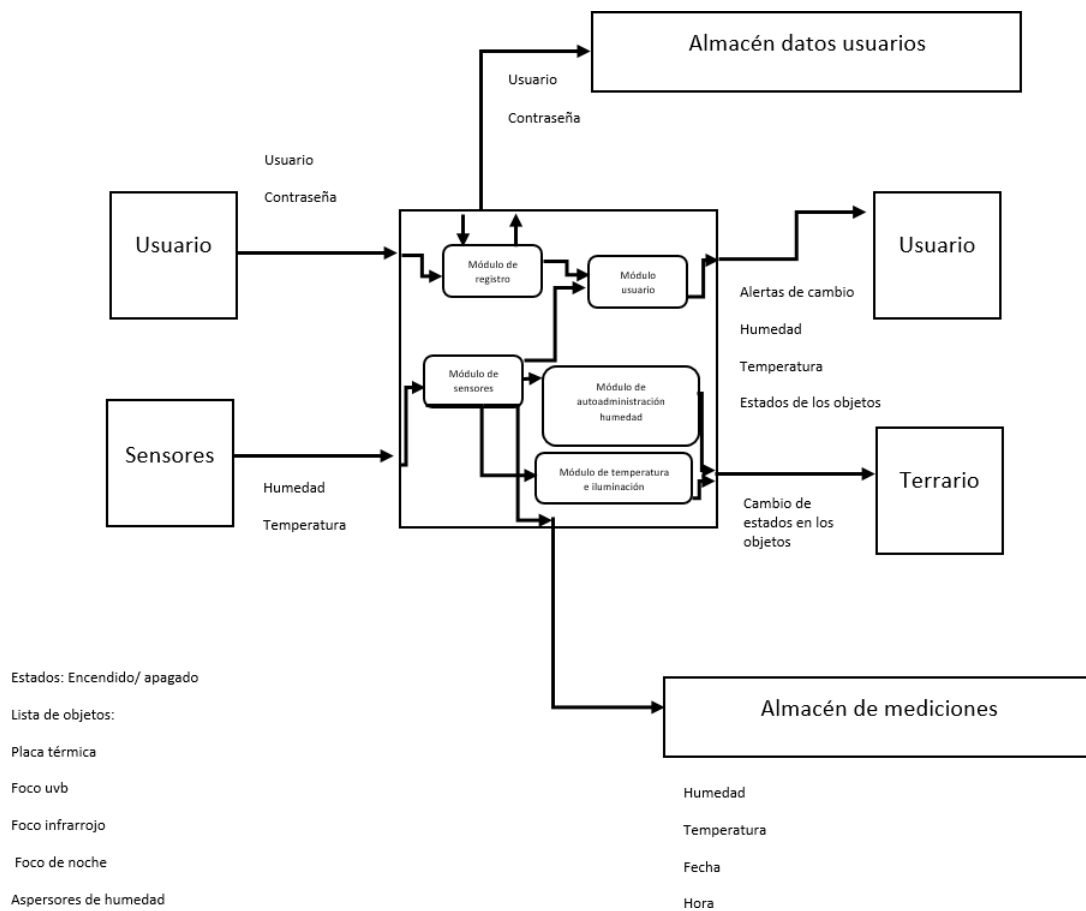 Almacén datos usuarios
Usuario
Contraseña
Usuario
Contraseña
Usuario
Usuario
Módulo de
registro
Módulo
usuario
Alertas de cambio
Humedad
Temperatura
Estados de los objetos
Módulo de
sensores
Módulo de
autoadministración
humedad
Sensores
Humedad
Temperatura
Módulo de temperatura
e iluminación
Terrario
Cambio de
estados en los
objetos
Estados: Encendido/ apagado
Lista de objetos:
Placa térmica
Foco uvb
Foco infrarrojo
Foco de noche
Aspersores de humedad
Almacén de mediciones
Humedad
Temperatura
Fecha
Hora